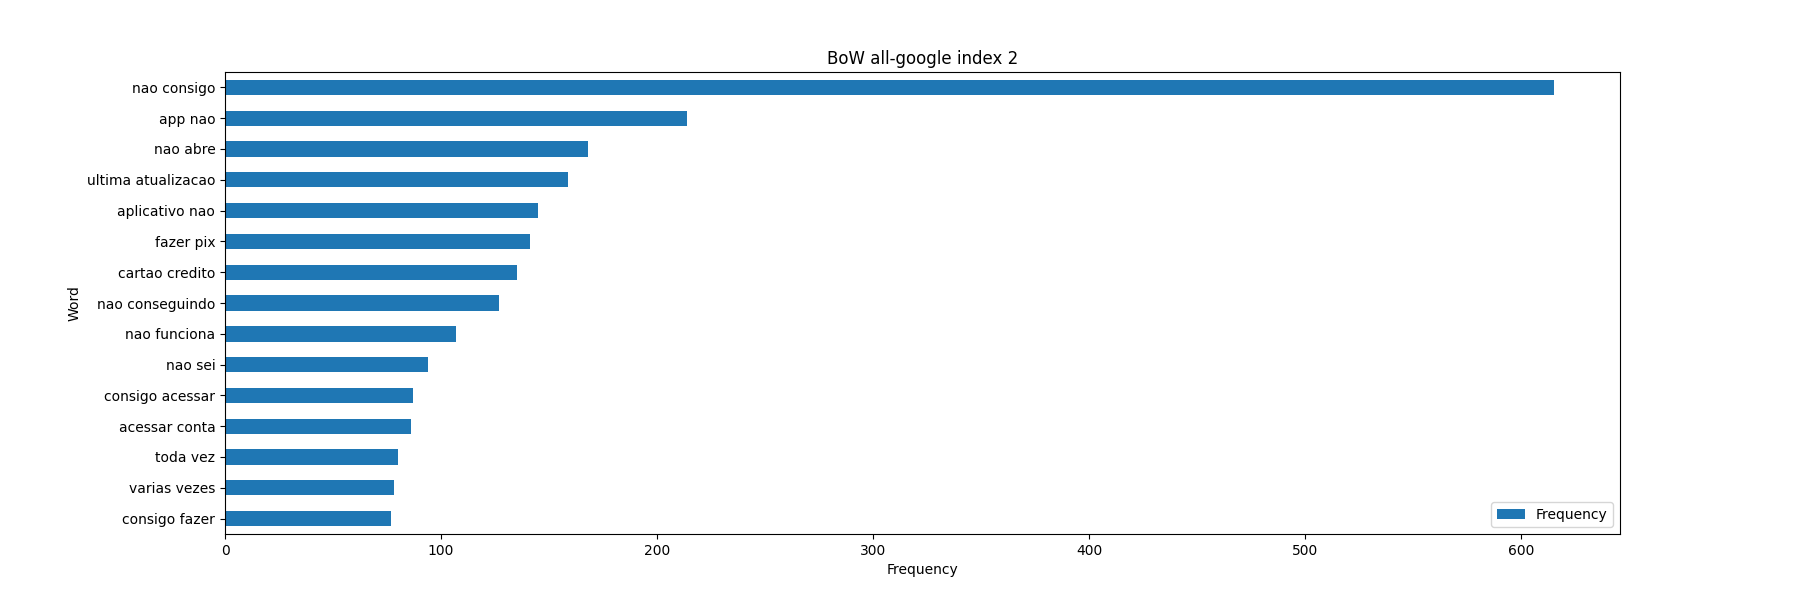 BoW all-google index 2
nao consigo
app nao
nao abre
ultima atualizacao
aplicativo nao
fazer pix
cartao credito
nao conseguindo
nao funciona
nao sei
consigo acessar
acessar conta
toda vez
varias vezes
consigo fazer
Word
Frequency
0 100 200 300 400 500 600
Frequency